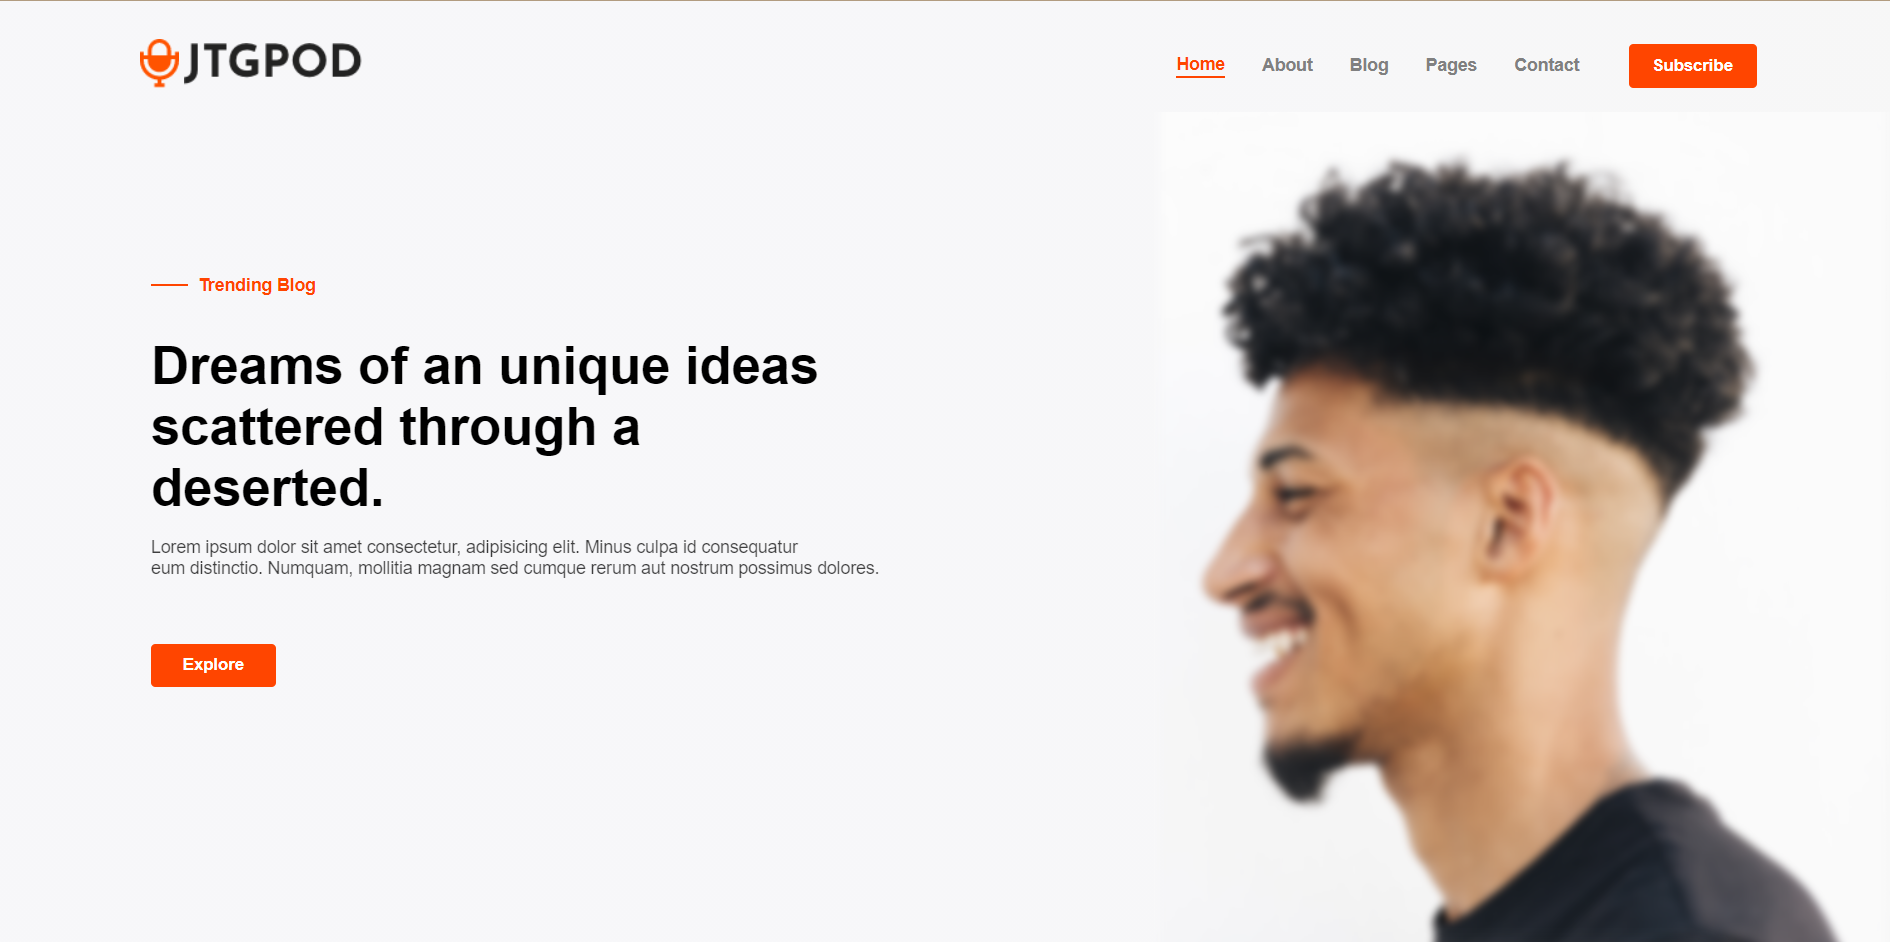 JTGPOD
Home About Blog Pages Contact Subscribe
Trending Blog
Dreams of an unique ideas
scattered through a
deserted.
Lorem ipsum dolor sit amet consectetur, adipisicing elit. Minus culpa id consequatur
eum distinctio. Numquam, mollitia magnam sed cumque rerum aut nostrum possimus dolores.
Explore